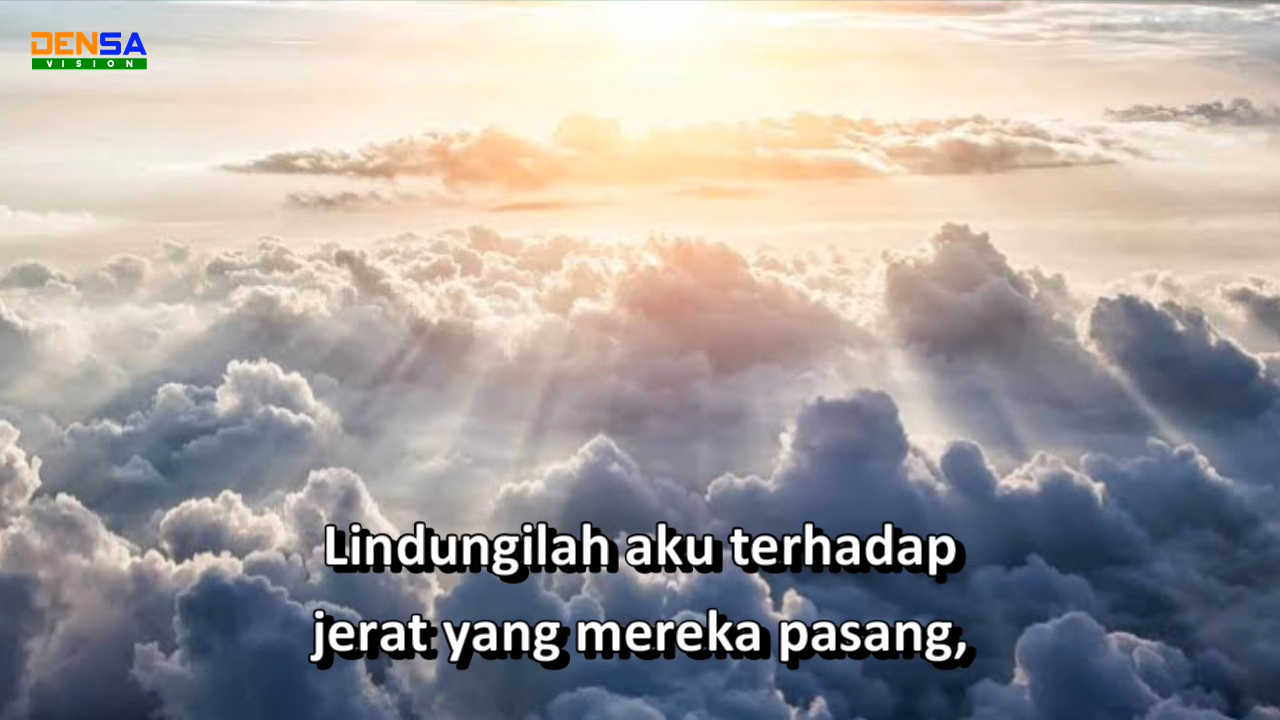 DENSA
VISION
Lindungilah aku terhadap
jerat yang mereka pasang,